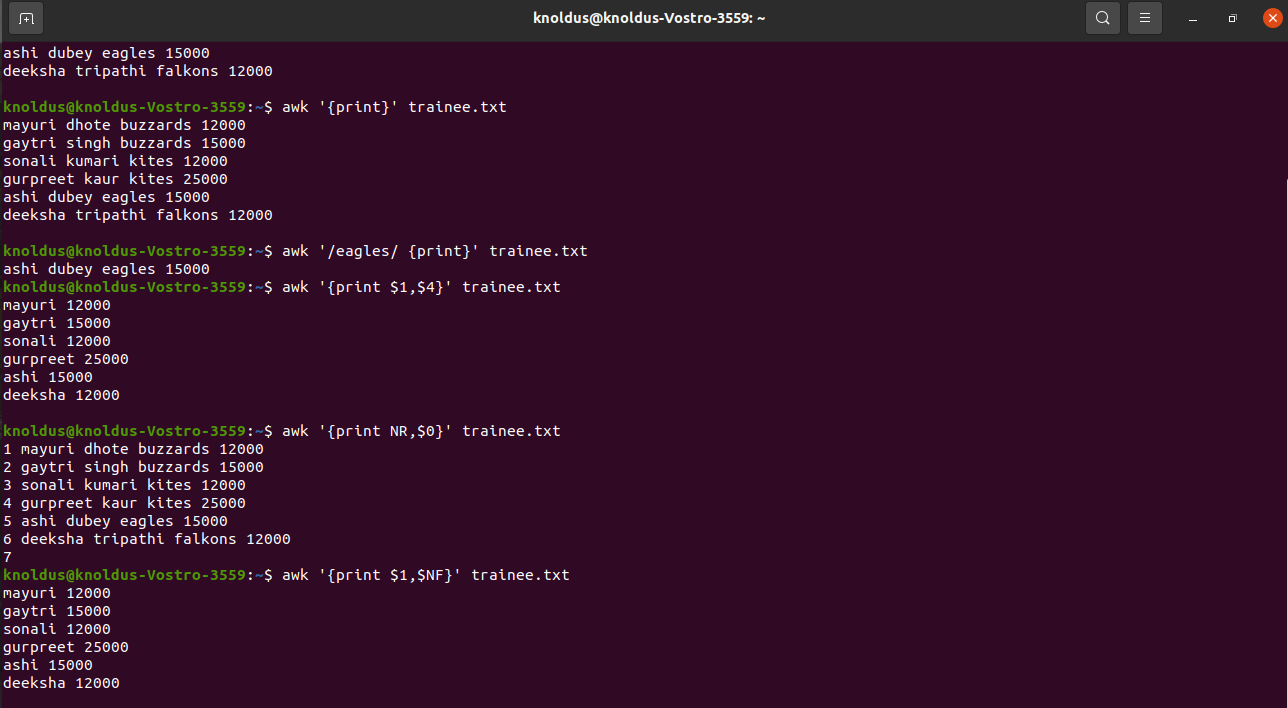 knoldus@knoldus-Vostro-3559: ~
ashi dubey eagles 15000
deeksha tripathi falkons 12000
knoldus@knoldus-Vostro-3559:~$ awk '{print}' trainee.txt
mayuri dhote buzzards 12000
gaytri singh buzzards 15000
sonali kumari kites 12000
gurpreet kaur kites 25000
ashi dubey eagles 15000
deeksha tripathi falkons 12000
knoldus@knoldus-Vostro-3559:~$ awk '/eagles/ {print}' trainee.txt
ashi dubey eagles 15000
knoldus@knoldus-Vostro-3559:~$ awk '{print $1,$4}' trainee.txt
mayuri 12000
gaytri 15000
sonali 12000
gurpreet 25000
ashi 15000
deeksha 12000
knoldus@knoldus-Vostro-3559:~$ awk '{print NR,$0}' trainee.txt
1 mayuri dhote buzzards 12000
2 gaytri singh buzzards 15000
3 sonali kumari kites 12000
4 gurpreet kaur kites 25000
5 ashi dubey eagles 15000
6 deeksha tripathi falkons 12000
7
knoldus@knoldus-Vostro-3559:~$ awk '{print $1,$NF}' trainee.txt
mayuri 12000
gaytri 15000
sonali 12000
gurpreet 25000
ashi 15000
deeksha 12000